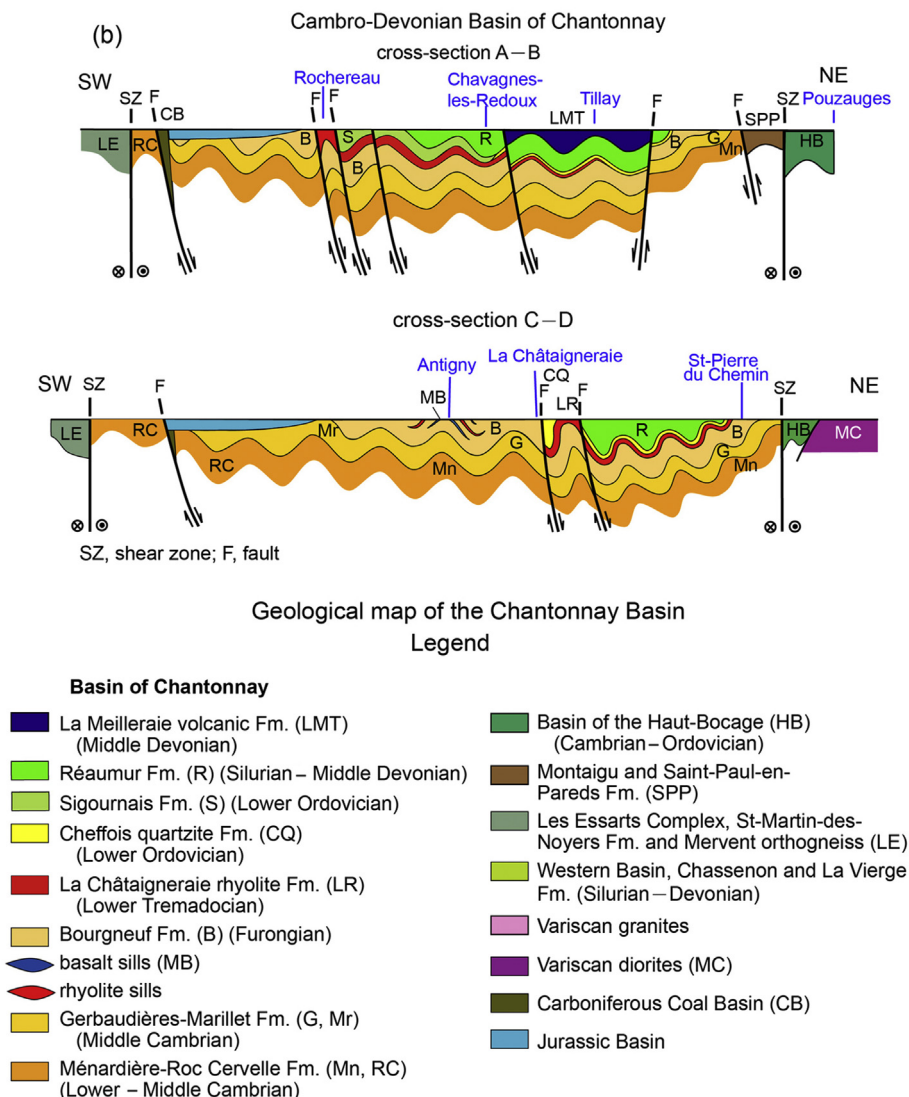 (b)
Cambro-Devonian Basin of Chantonnay
cross-section A–B
SW
NE
Rochereau
Chavagnes-
les-Redoux
Tillay
Pouzauges
SZ
F
CB
F
F
LMT
F
F
SPP
SZ
LE
RC
B
S
B
R
B
G
Mn
HB
cross-section C–D
SW
NE
Antigny
La Châtaigneraie
St-Pierre
du Chemin
SZ
F
MB
CQ
F
F
LR
SZ
LE
RC
Mr
B
R
B
HB
MC
G
G
RC
Mn
Mn
SZ, shear zone; F, fault
Geological map of the Chantonnay Basin
Legend
Basin of Chantonnay
La Meilleraie volcanic Fm. (LMT)
(Middle Devonian)
Réaumur Fm. (R) (Silurian – Middle Devonian)
Sigournais Fm. (S) (Lower Ordovician)
Cheffois quartzite Fm. (CQ)
(Lower Ordovician)
La Châtaigneraie rhyolite Fm. (LR)
(Lower Tremadocian)
Bourgneuf Fm. (B) (Furongian)
basalt sills (MB)
rhyolite sills
Gerbaudières-Marillet Fm. (G, Mr)
(Middle Cambrian)
Ménardière-Roc Cervelle Fm. (Mn, RC)
(Lower – Middle Cambrian)
Basin of the Haut-Bocage (HB)
(Cambrian – Ordovician)
Montaigu and Saint-Paul-en-
Pareds Fm. (SPP)
Les Essarts Complex, St-Martin-des-
Noyers Fm. and Mervent orthogneiss (LE)
Western Basin, Chassenon and La Vierge
Fm. (Silurian – Devonian)
Variscan granites
Variscan diorites (MC)
Carboniferous Coal Basin (CB)
Jurassic Basin